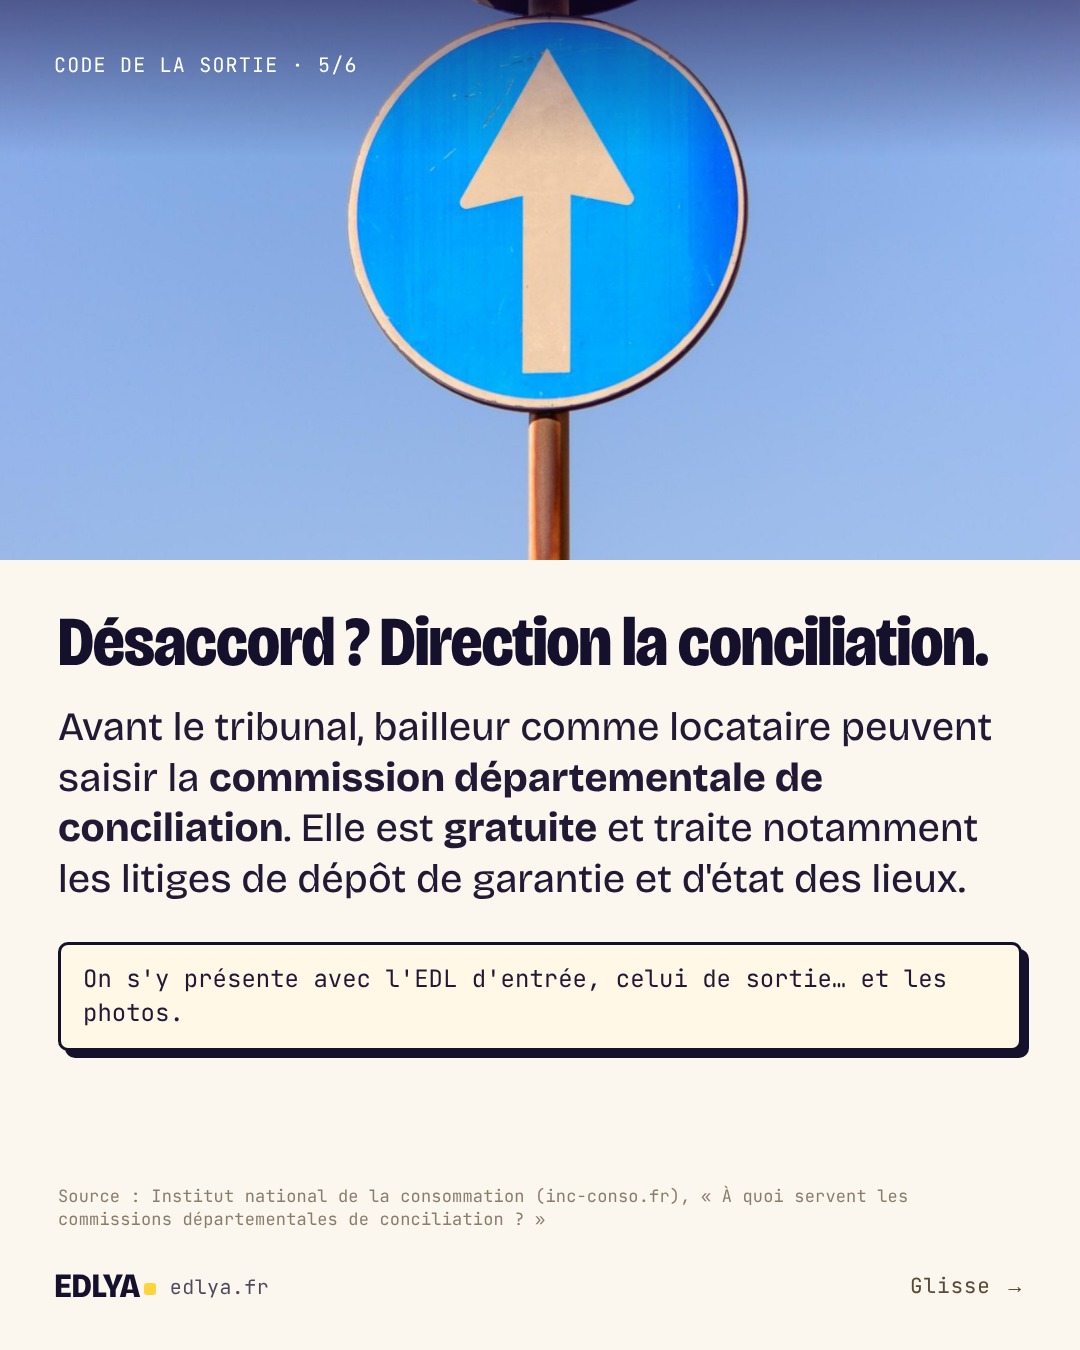 CODE DE LA SORTIE · 5/6
Désaccord ? Direction la conciliation.
Avant le tribunal, bailleur comme locataire peuvent
saisir la commission départementale de
conciliation. Elle est gratuite et traite notamment
les litiges de dépôt de garantie et d'état des lieux.
On s'y présente avec l'EDL d'entrée, celui de sortie… et les
photos.
Source : Institut national de la consommation (inc-conso.fr), « À quoi servent les
commissions départementales de conciliation ? »
EDLYA edlya.fr
Glisse →